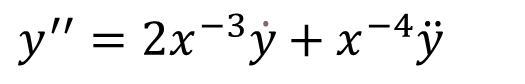 y′′ = 2x⁻³ẏ + x⁻⁴ÿ